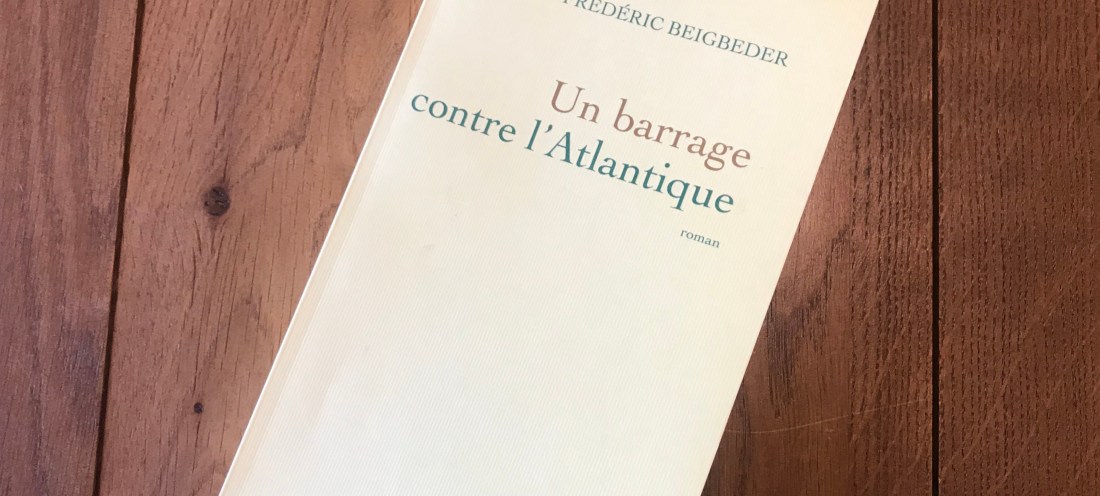 FRÉDÉRIC BEIGBEDER
Un barrage
contre l'Atlantique
roman